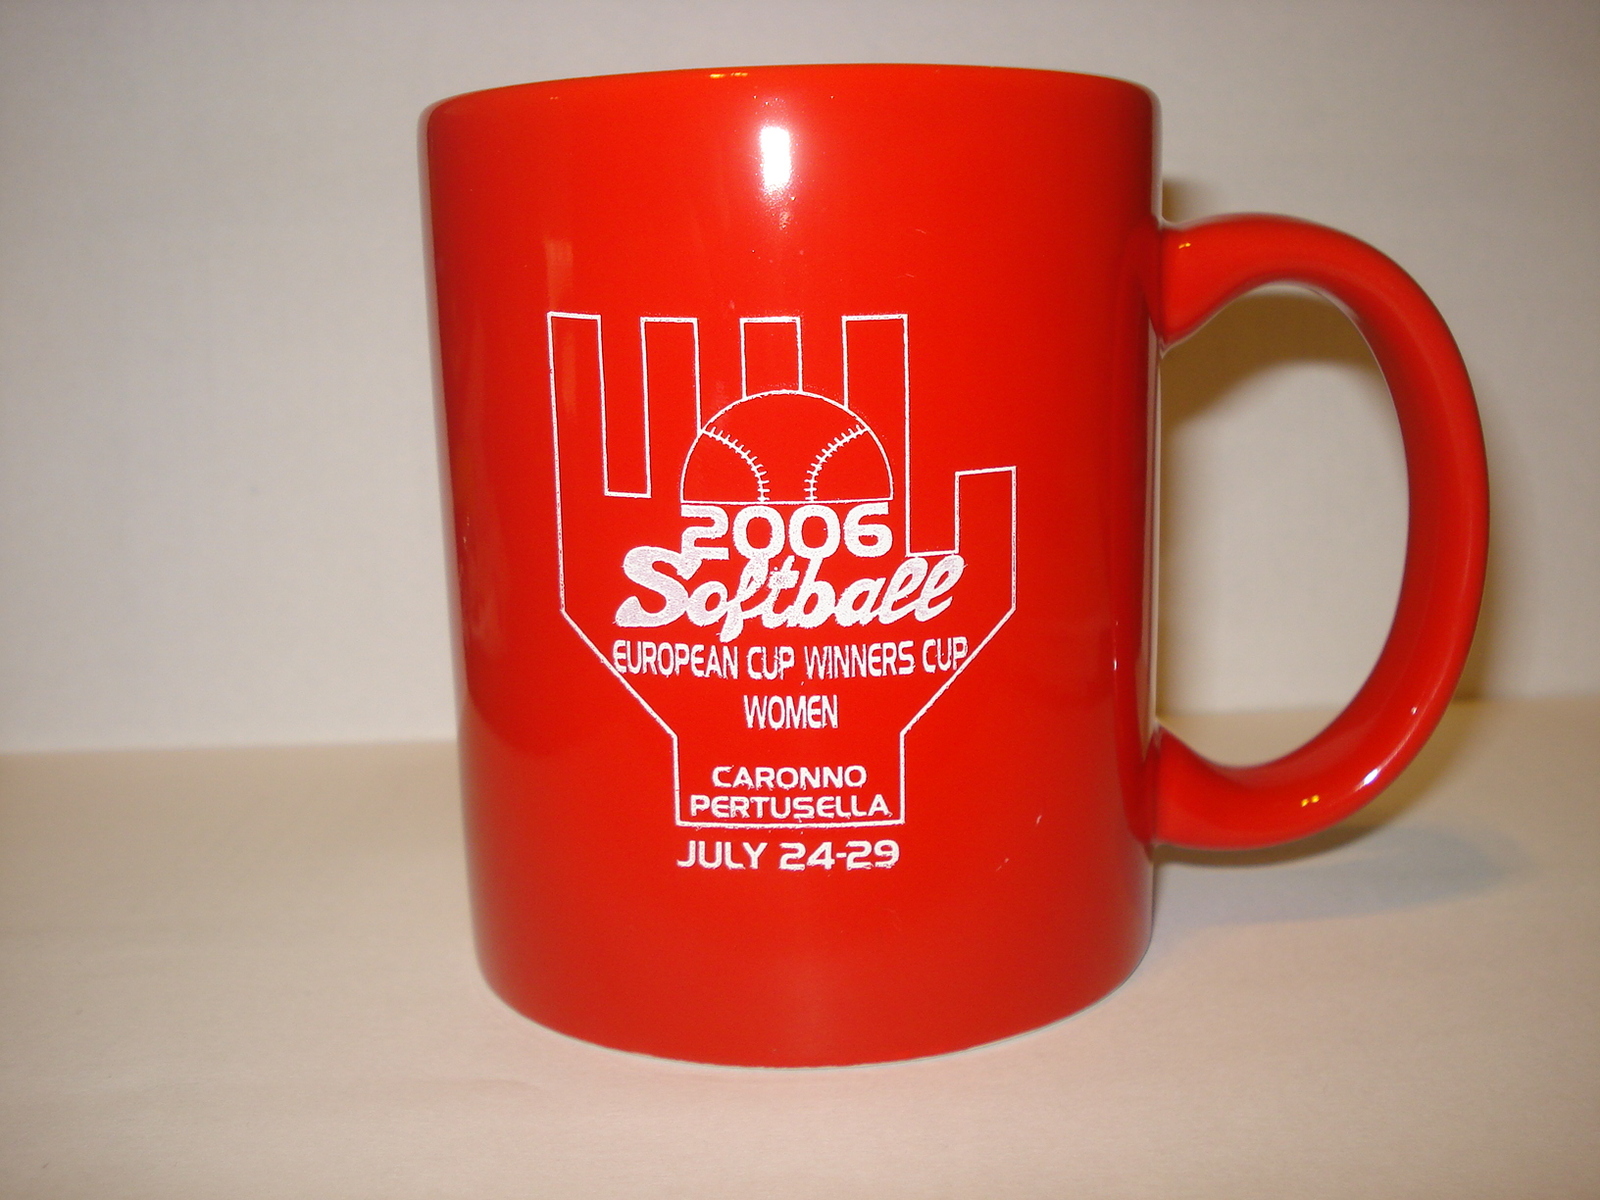 2006
Softball
EUROPEAN CUP WINNERS CUP
WOMEN
CARONNO
PERTUSELLA
JULY 24-29